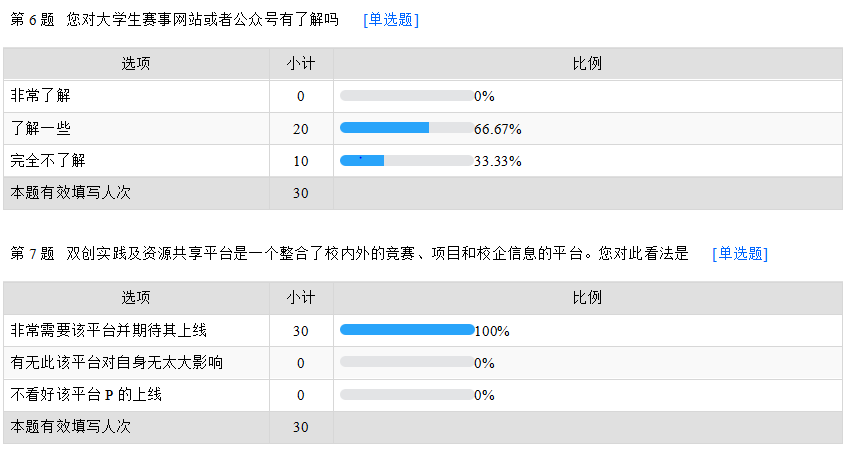 第 6 题 您对大学生赛事网站或者公众号有了解吗 [单选题]
选项 小计 比例
非常了解 0 0%
了解一些 20 66.67%
完全不了解 10 33.33%
本题有效填写人次 30
第 7 题 双创实践及资源共享平台是一个整合了校内外的竞赛、项目和校企信息的平台。您对此看法是 [单选题]
选项 小计 比例
非常需要该平台并期待其上线 30 100%
有无此该平台对自身无太大影响 0 0%
不看好该平台 P 的上线 0 0%
本题有效填写人次 30